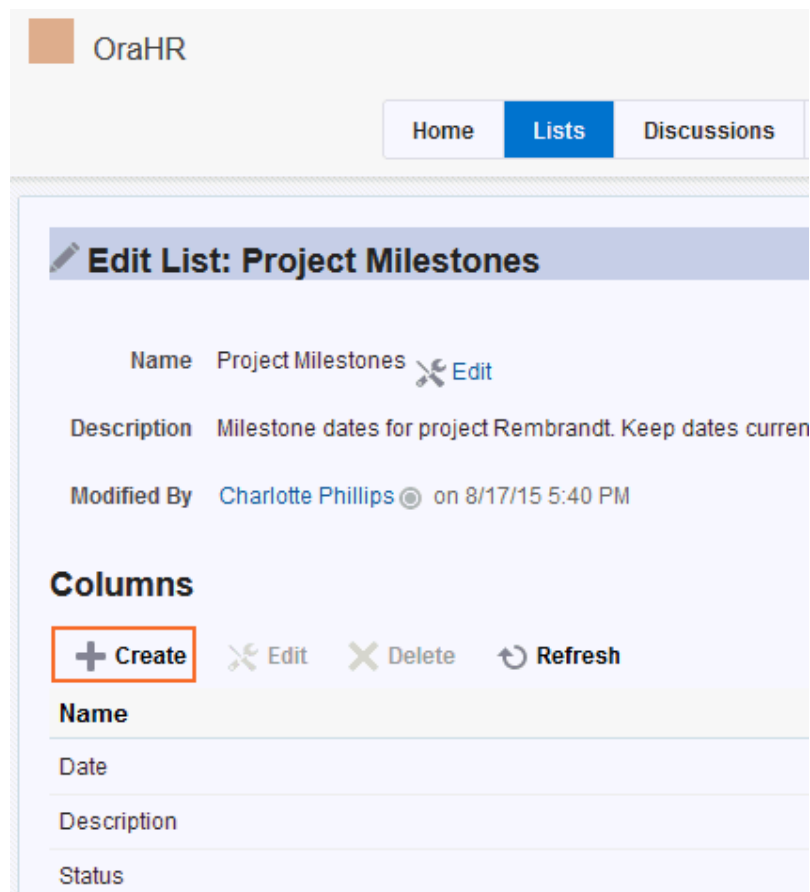 OraHR
Home Lists Discussions
Edit List: Project Milestones
Name Project Milestones Edit
Description Milestone dates for project Rembrandt. Keep dates curren
Modified By Charlotte Phillips on 8/17/15 5:40 PM
Columns
Create Edit Delete Refresh
Name
Date
Description
Status